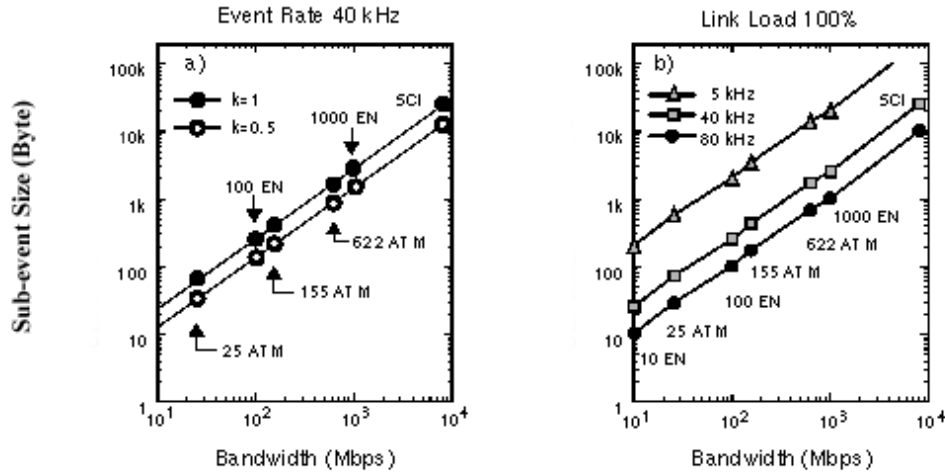 Event Rate 40 kHz
Link Load 100%
Sub-event Size (Byte)
100k
10k
1k
100
10
1
a)
k=1
k=0.5
SCI
1000 EN
100 EN
622 ATM
155 ATM
25 ATM
10^1
10^2
10^3
10^4
Bandwidth (Mbps)
100k
10k
1k
100
10
1
b)
5 kHz
40 kHz
80 kHz
SCI
1000 EN
622 ATM
155 ATM
100 EN
25 ATM
10 EN
10^1
10^2
10^3
10^4
Bandwidth (Mbps)